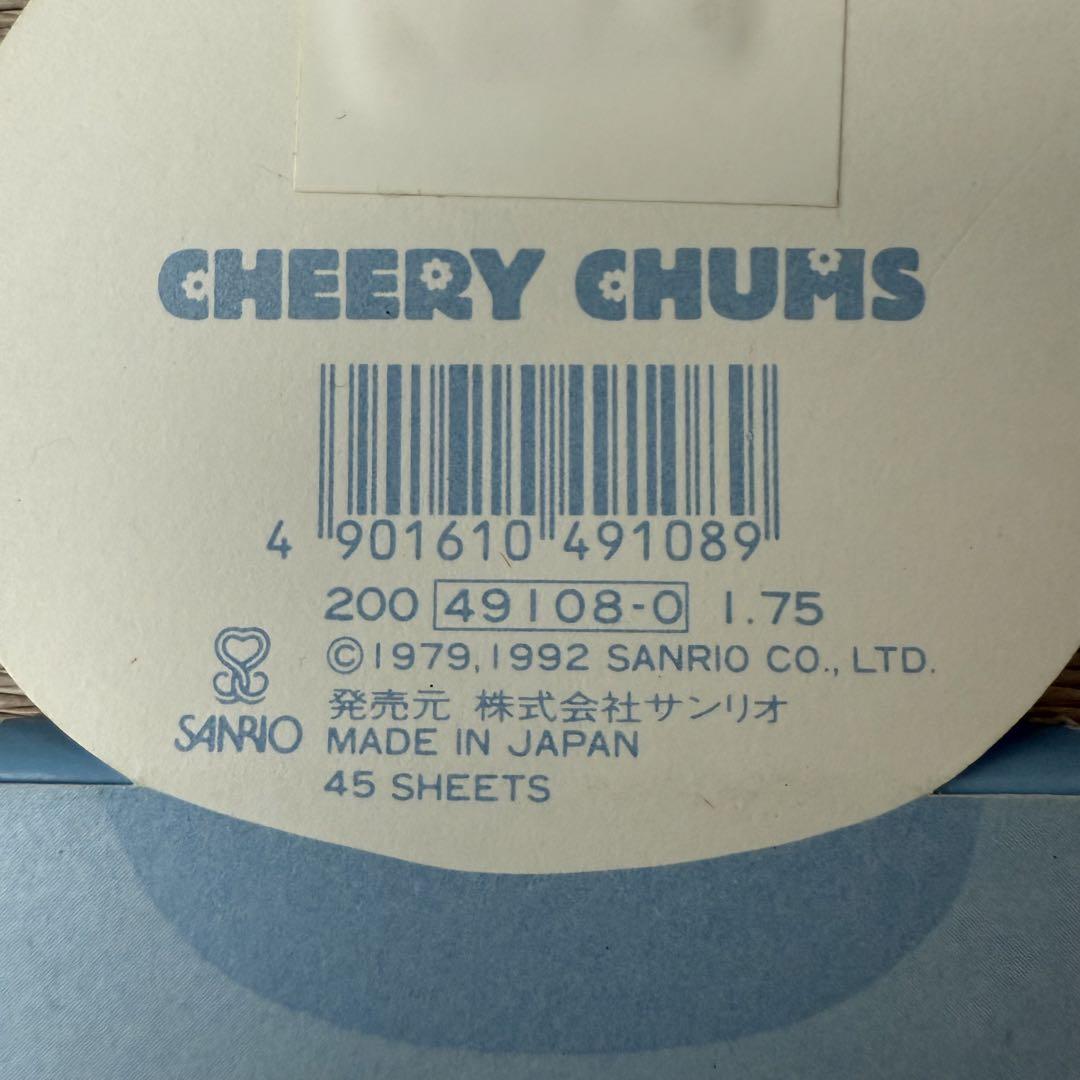 CHEERY CHUMS
4 901610 491089
200 49108-0 1.75
©1979,1992 SANRIO CO., LTD.
発売元 株式会社サンリオ
SANRIO
MADE IN JAPAN
45 SHEETS